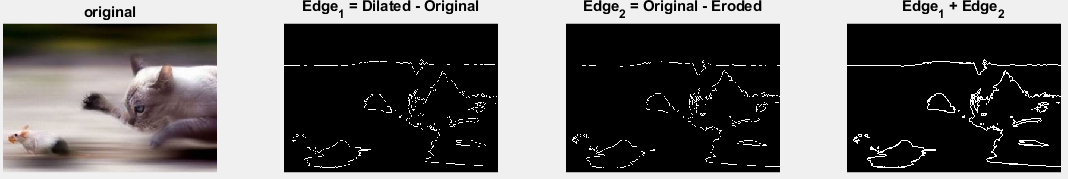 original
Edge1 = Dilated - Original
Edge2 = Original - Eroded
Edge1 + Edge2